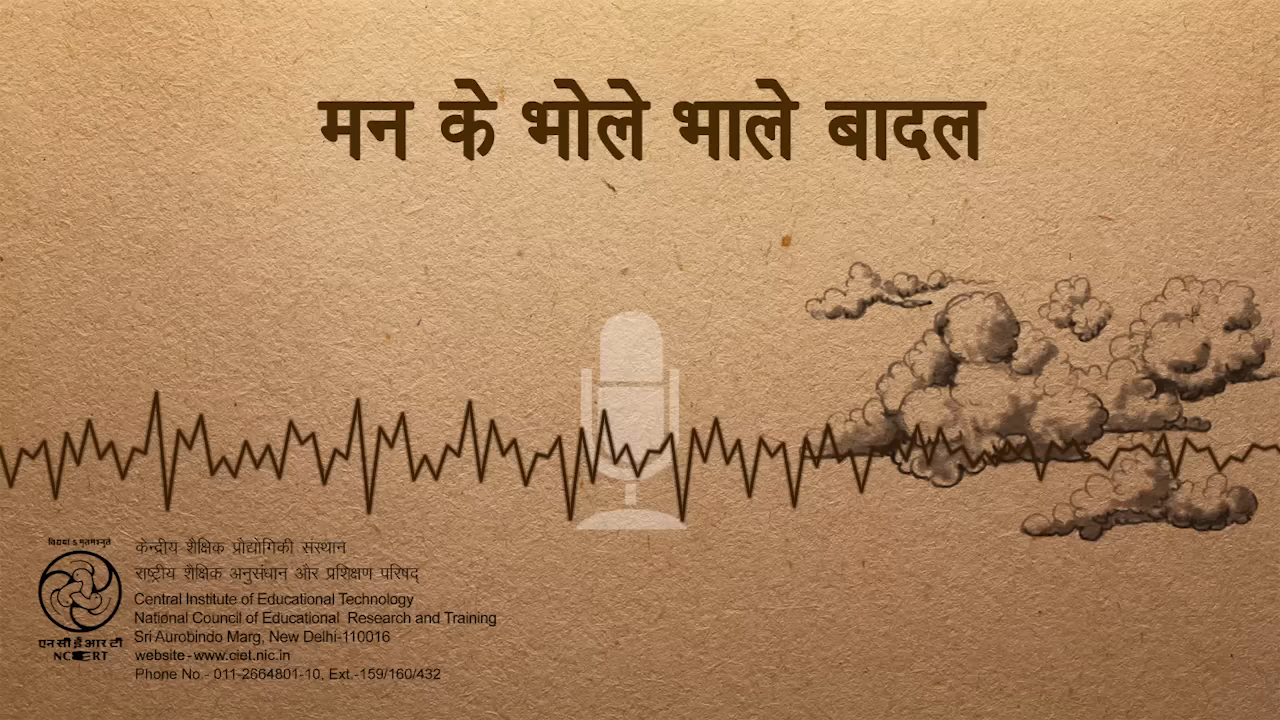 मन के भोले भाले बादल
विद्यया ऽ मृतमश्नुते
एन सी ई आर टी
NCERT
केन्द्रीय शैक्षिक प्रौद्योगिकी संस्थान
राष्ट्रीय शैक्षिक अनुसंधान और प्रशिक्षण परिषद्
Central Institute of Educational Technology
National Council of Educational Research and Training
Sri Aurobindo Marg, New Delhi-110016
website-www.ciet.nic.in
Phone No.- 011-2664801-10, Ext.-159/160/432